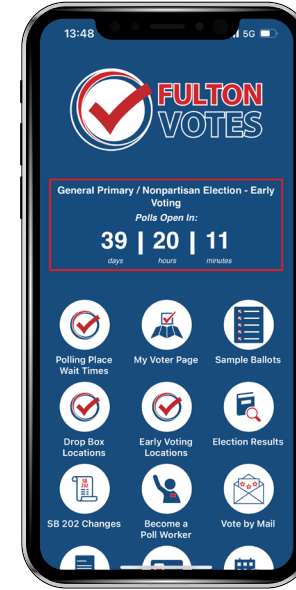 13:48
5G
FULTON
VOTES
General Primary / Nonpartisan Election - Early
Voting
Polls Open In:
39 | 20 | 11
days hours minutes
Polling Place
Wait Times
My Voter Page
Sample Ballots
Drop Box
Locations
Early Voting
Locations
Election Results
SB
202
SB 202 Changes
Become a
Poll Worker
Vote by Mail